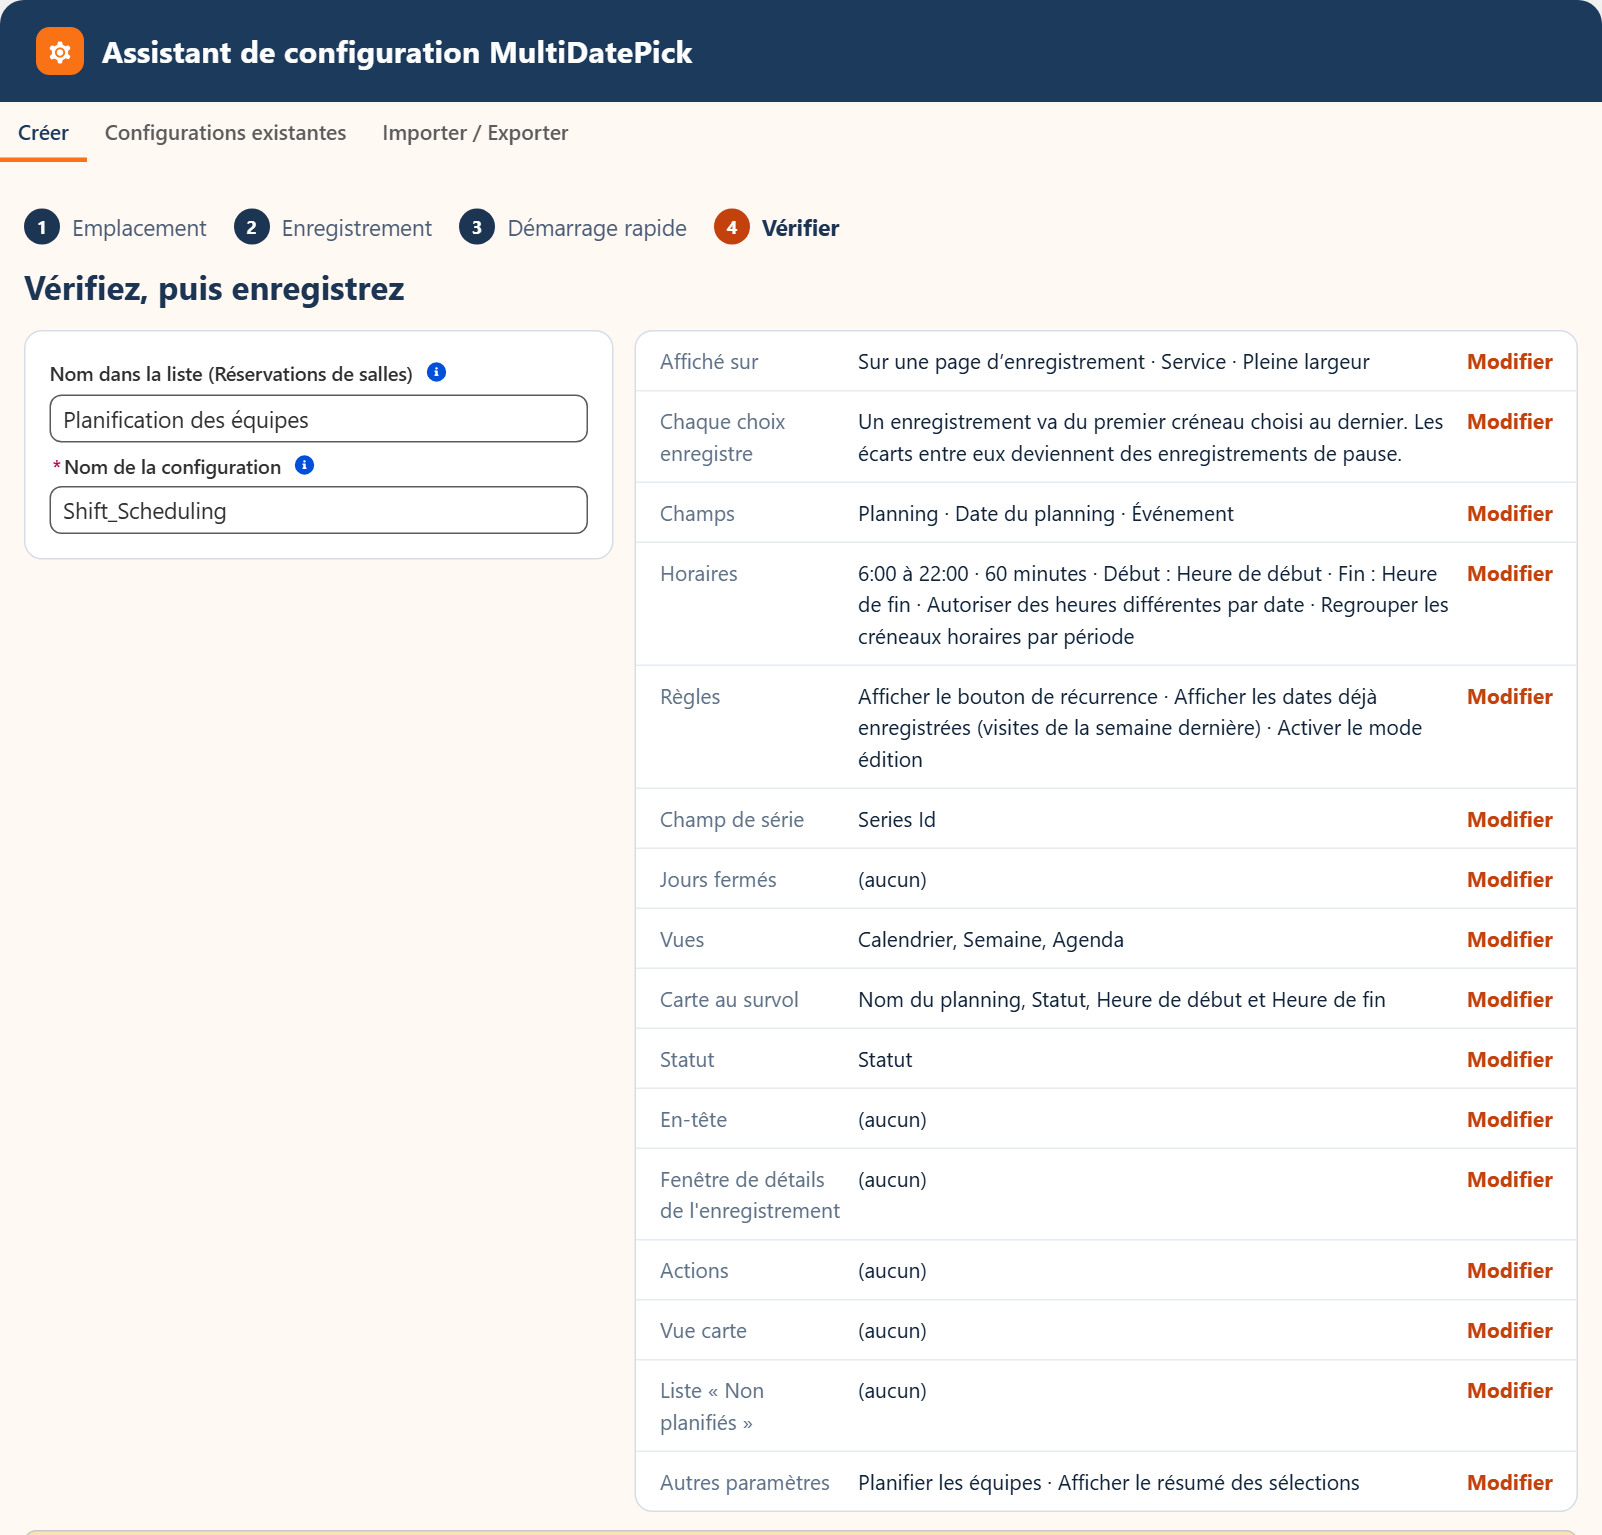 Assistant de configuration MultiDatePick
Créer
Configurations existantes
Importer / Exporter
1 Emplacement
2 Enregistrement
3 Démarrage rapide
4 Vérifier
Vérifiez, puis enregistrez
Nom dans la liste (Réservations de salles)
Planification des équipes
*Nom de la configuration
Shift_Scheduling
Affiché sur
Sur une page d’enregistrement · Service · Pleine largeur
Modifier
Chaque choix
enregistre
Un enregistrement va du premier créneau choisi au dernier. Les
écarts entre eux deviennent des enregistrements de pause.
Modifier
Champs
Planning · Date du planning · Événement
Modifier
Horaires
6:00 à 22:00 · 60 minutes · Début : Heure de début · Fin : Heure
de fin · Autoriser des heures différentes par date · Regrouper les
créneaux horaires par période
Modifier
Règles
Afficher le bouton de récurrence · Afficher les dates déjà
enregistrées (visites de la semaine dernière) · Activer le mode
édition
Modifier
Champ de série
Series Id
Modifier
Jours fermés
(aucun)
Modifier
Vues
Calendrier, Semaine, Agenda
Modifier
Carte au survol
Nom du planning, Statut, Heure de début et Heure de fin
Modifier
Statut
Statut
Modifier
En-tête
(aucun)
Modifier
Fenêtre de détails
de l'enregistrement
(aucun)
Modifier
Actions
(aucun)
Modifier
Vue carte
(aucun)
Modifier
Liste « Non
planifiés »
(aucun)
Modifier
Autres paramètres
Planifier les équipes · Afficher le résumé des sélections
Modifier